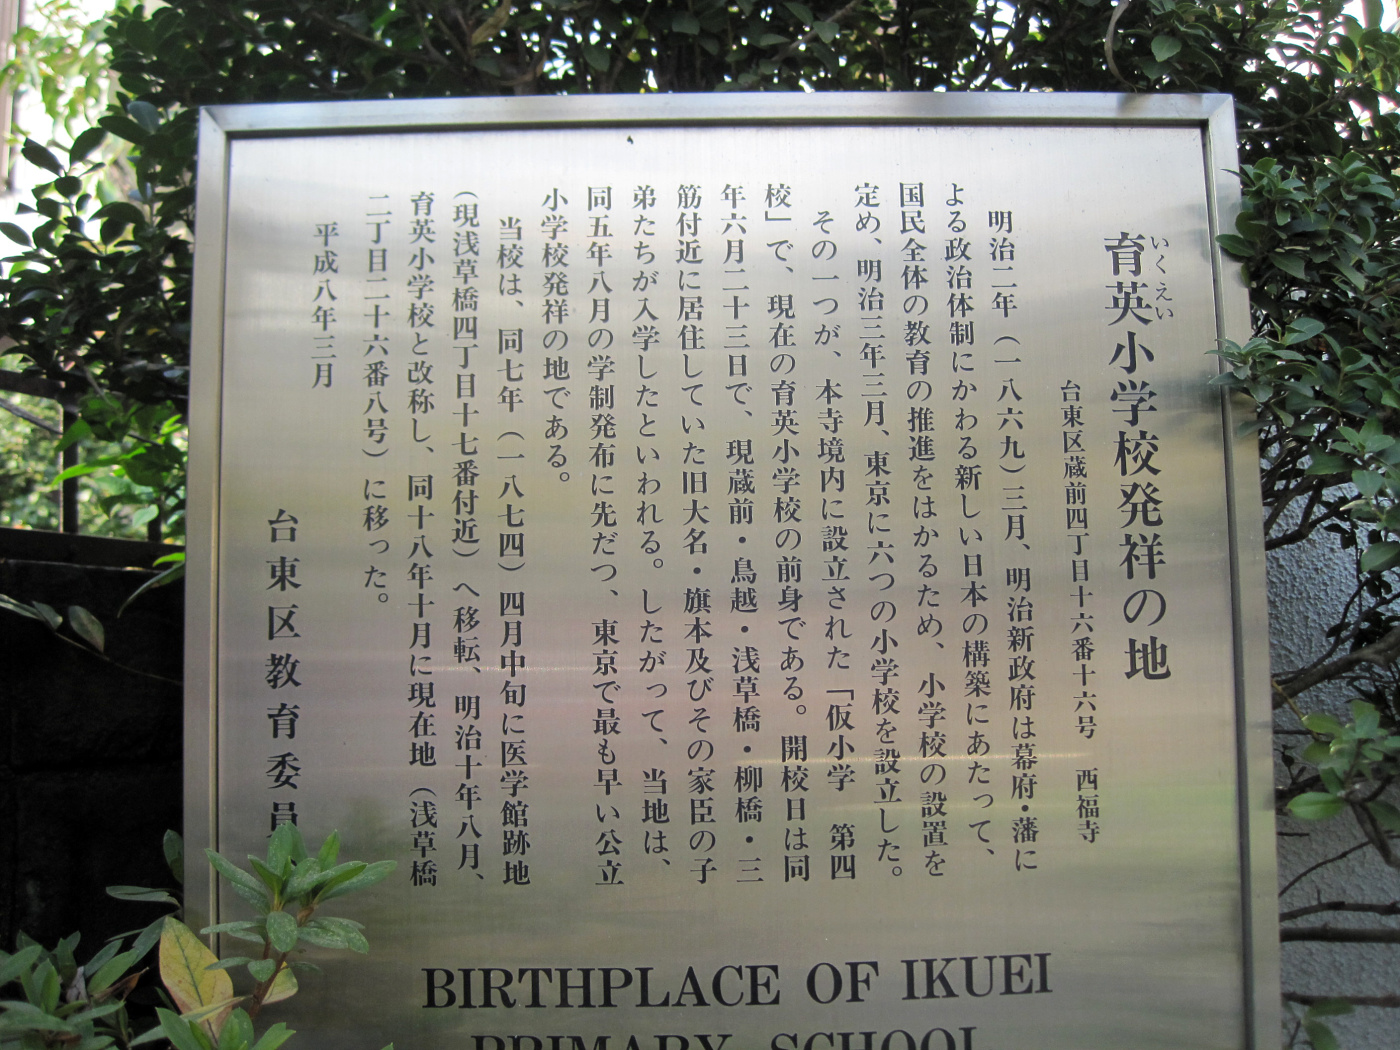 育英小学校発祥の地
いくえい
台東区蔵前四丁目十六番十六号 西福寺
明治二年（一八六九）三月、明治新政府は幕府・藩に
よる政治体制にかわる新しい日本の構築にあたって、
国民全体の教育の推進をはかるため、小学校の設置を
定め、明治三年三月、東京に六つの小学校を設立した。
その一つが、本寺境内に設立された「仮小学 第四
校」で、現在の育英小学校の前身である。開校日は同
年六月二十三日で、現蔵前・鳥越・浅草橋・柳橋・三
筋付近に居住していた旧大名・旗本及びその家臣の子
弟たちが入学したといわれる。したがって、当地は、
同五年八月の学制発布に先だつ、東京で最も早い公立
小学校発祥の地である。
当校は、同七年（一八七四）四月中旬に医学館跡地
（現浅草橋四丁目十七番付近）へ移転、明治十年八月、
育英小学校と改称し、同十八年十月に現在地（浅草橋
二丁目二十六番八号）に移った。
平成八年三月
台東区教育委員
BIRTHPLACE OF IKUEI
PRIMARY SCHOOL